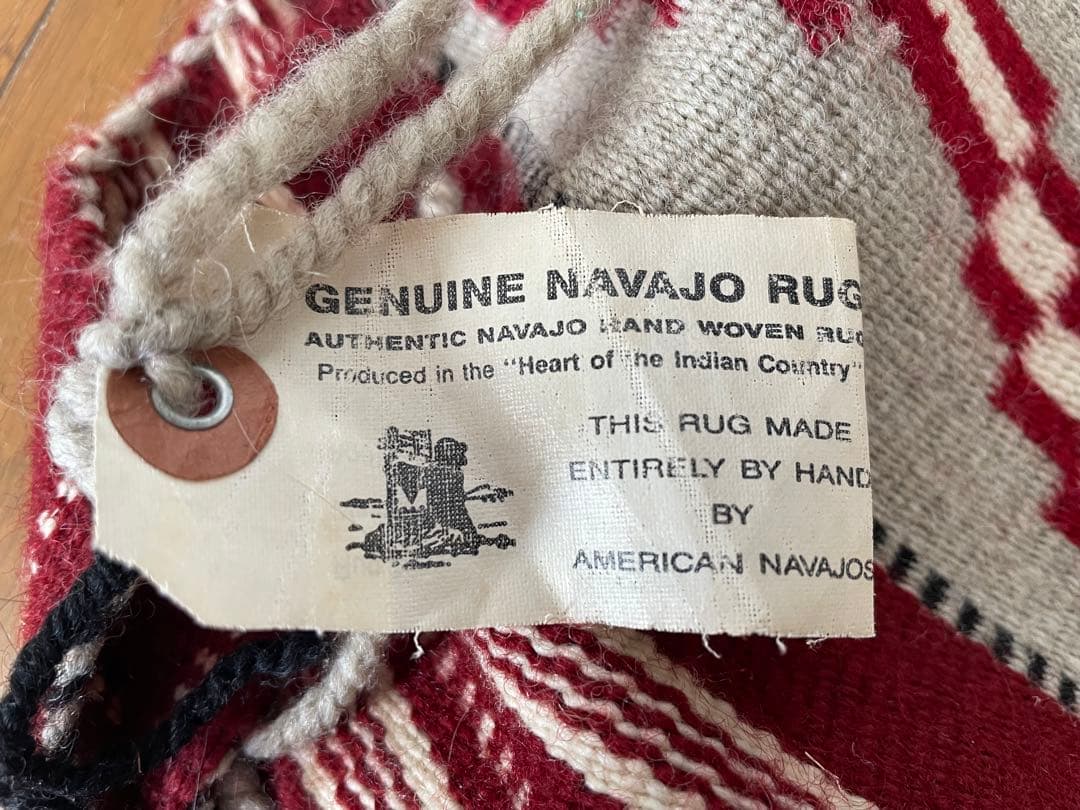 GENUINE NAVAJO RUG
AUTHENTIC NAVAJO HAND WOVEN RUG
Produced in the "Heart of the Indian Country"
THIS RUG MADE
ENTIRELY BY HAND
BY
AMERICAN NAVAJOS